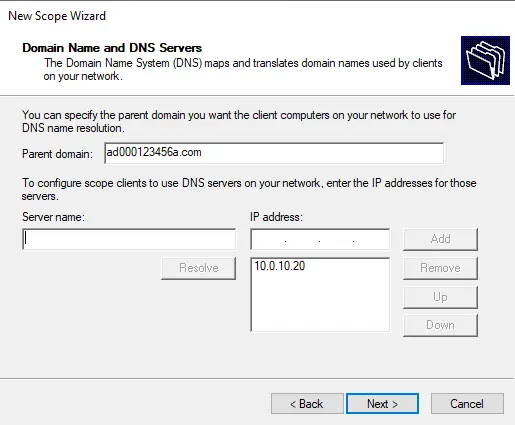 New Scope Wizard
Domain Name and DNS Servers
The Domain Name System (DNS) maps and translates domain names used by clients
on your network.
You can specify the parent domain you want the client computers on your network to use for
DNS name resolution.
Parent domain: ad000123456a.com
To configure scope clients to use DNS servers on your network, enter the IP addresses for those
servers.
Server name: IP address:
. . . Add
Resolve 10.0.10.20 Remove
Up
Down
< Back Next > Cancel